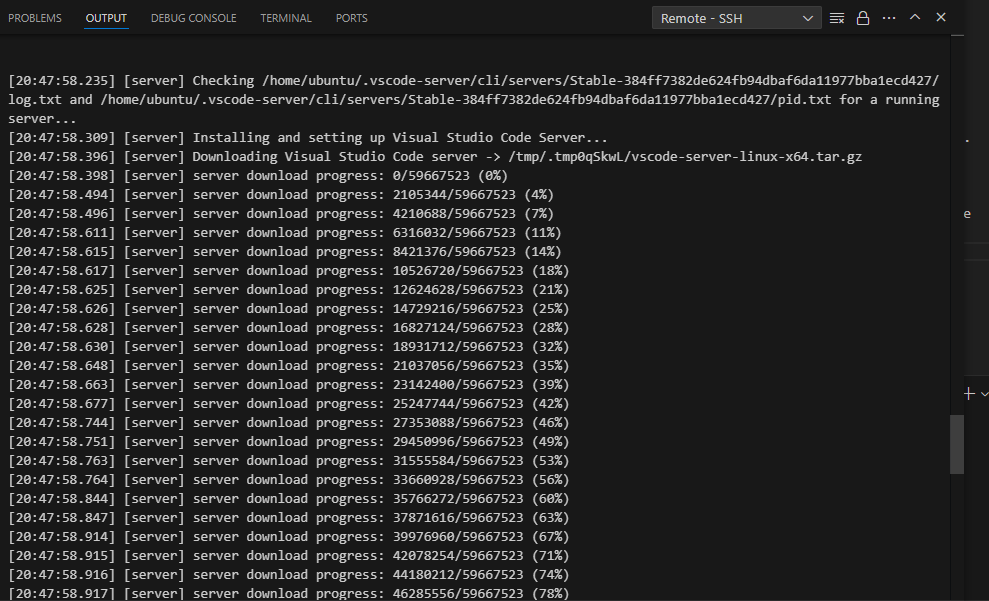 PROBLEMS OUTPUT DEBUG CONSOLE TERMINAL PORTS Remote - SSH
[20:47:58.235] [server] Checking /home/ubuntu/.vscode-server/cli/servers/Stable-384ff7382de624fb94dbaf6da11977bba1ecd427/
log.txt and /home/ubuntu/.vscode-server/cli/servers/Stable-384ff7382de624fb94dbaf6da11977bba1ecd427/pid.txt for a running
server...
[20:47:58.309] [server] Installing and setting up Visual Studio Code Server...
[20:47:58.396] [server] Downloading Visual Studio Code server -> /tmp/.tmp0qSkwL/vscode-server-linux-x64.tar.gz
[20:47:58.398] [server] server download progress: 0/59667523 (0%)
[20:47:58.494] [server] server download progress: 2105344/59667523 (4%)
[20:47:58.496] [server] server download progress: 4210688/59667523 (7%)
[20:47:58.611] [server] server download progress: 6316032/59667523 (11%)
[20:47:58.615] [server] server download progress: 8421376/59667523 (14%)
[20:47:58.617] [server] server download progress: 10526720/59667523 (18%)
[20:47:58.625] [server] server download progress: 12624628/59667523 (21%)
[20:47:58.626] [server] server download progress: 14729216/59667523 (25%)
[20:47:58.628] [server] server download progress: 16827124/59667523 (28%)
[20:47:58.630] [server] server download progress: 18931712/59667523 (32%)
[20:47:58.648] [server] server download progress: 21037056/59667523 (35%)
[20:47:58.663] [server] server download progress: 23142400/59667523 (39%)
[20:47:58.677] [server] server download progress: 25247744/59667523 (42%)
[20:47:58.744] [server] server download progress: 27353088/59667523 (46%)
[20:47:58.751] [server] server download progress: 29450996/59667523 (49%)
[20:47:58.763] [server] server download progress: 31555584/59667523 (53%)
[20:47:58.764] [server] server download progress: 33660928/59667523 (56%)
[20:47:58.844] [server] server download progress: 35766272/59667523 (60%)
[20:47:58.847] [server] server download progress: 37871616/59667523 (63%)
[20:47:58.914] [server] server download progress: 39976960/59667523 (67%)
[20:47:58.915] [server] server download progress: 42078254/59667523 (71%)
[20:47:58.916] [server] server download progress: 44180212/59667523 (74%)
[20:47:58.917] [server] server download progress: 46285556/59667523 (78%)